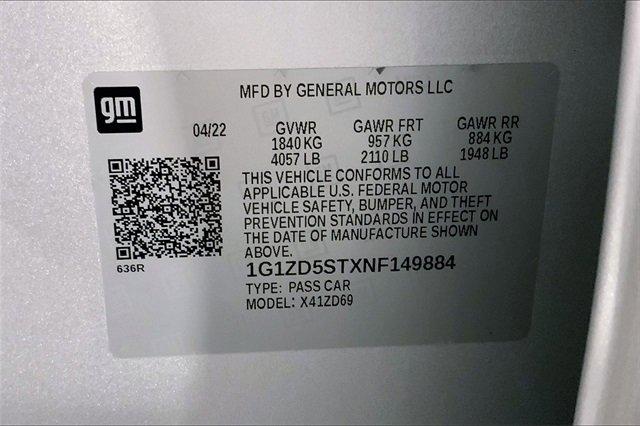 gm
MFD BY GENERAL MOTORS LLC
04/22 GVWR GAWR FRT GAWR RR
1840 KG 957 KG 884 KG
4057 LB 2110 LB 1948 LB
THIS VEHICLE CONFORMS TO ALL
APPLICABLE U.S. FEDERAL MOTOR
VEHICLE SAFETY, BUMPER, AND THEFT
PREVENTION STANDARDS IN EFFECT ON
THE DATE OF MANUFACTURE SHOWN
ABOVE.
636R
1G1ZD5STXNF149884
TYPE: PASS CAR
MODEL: X41ZD69